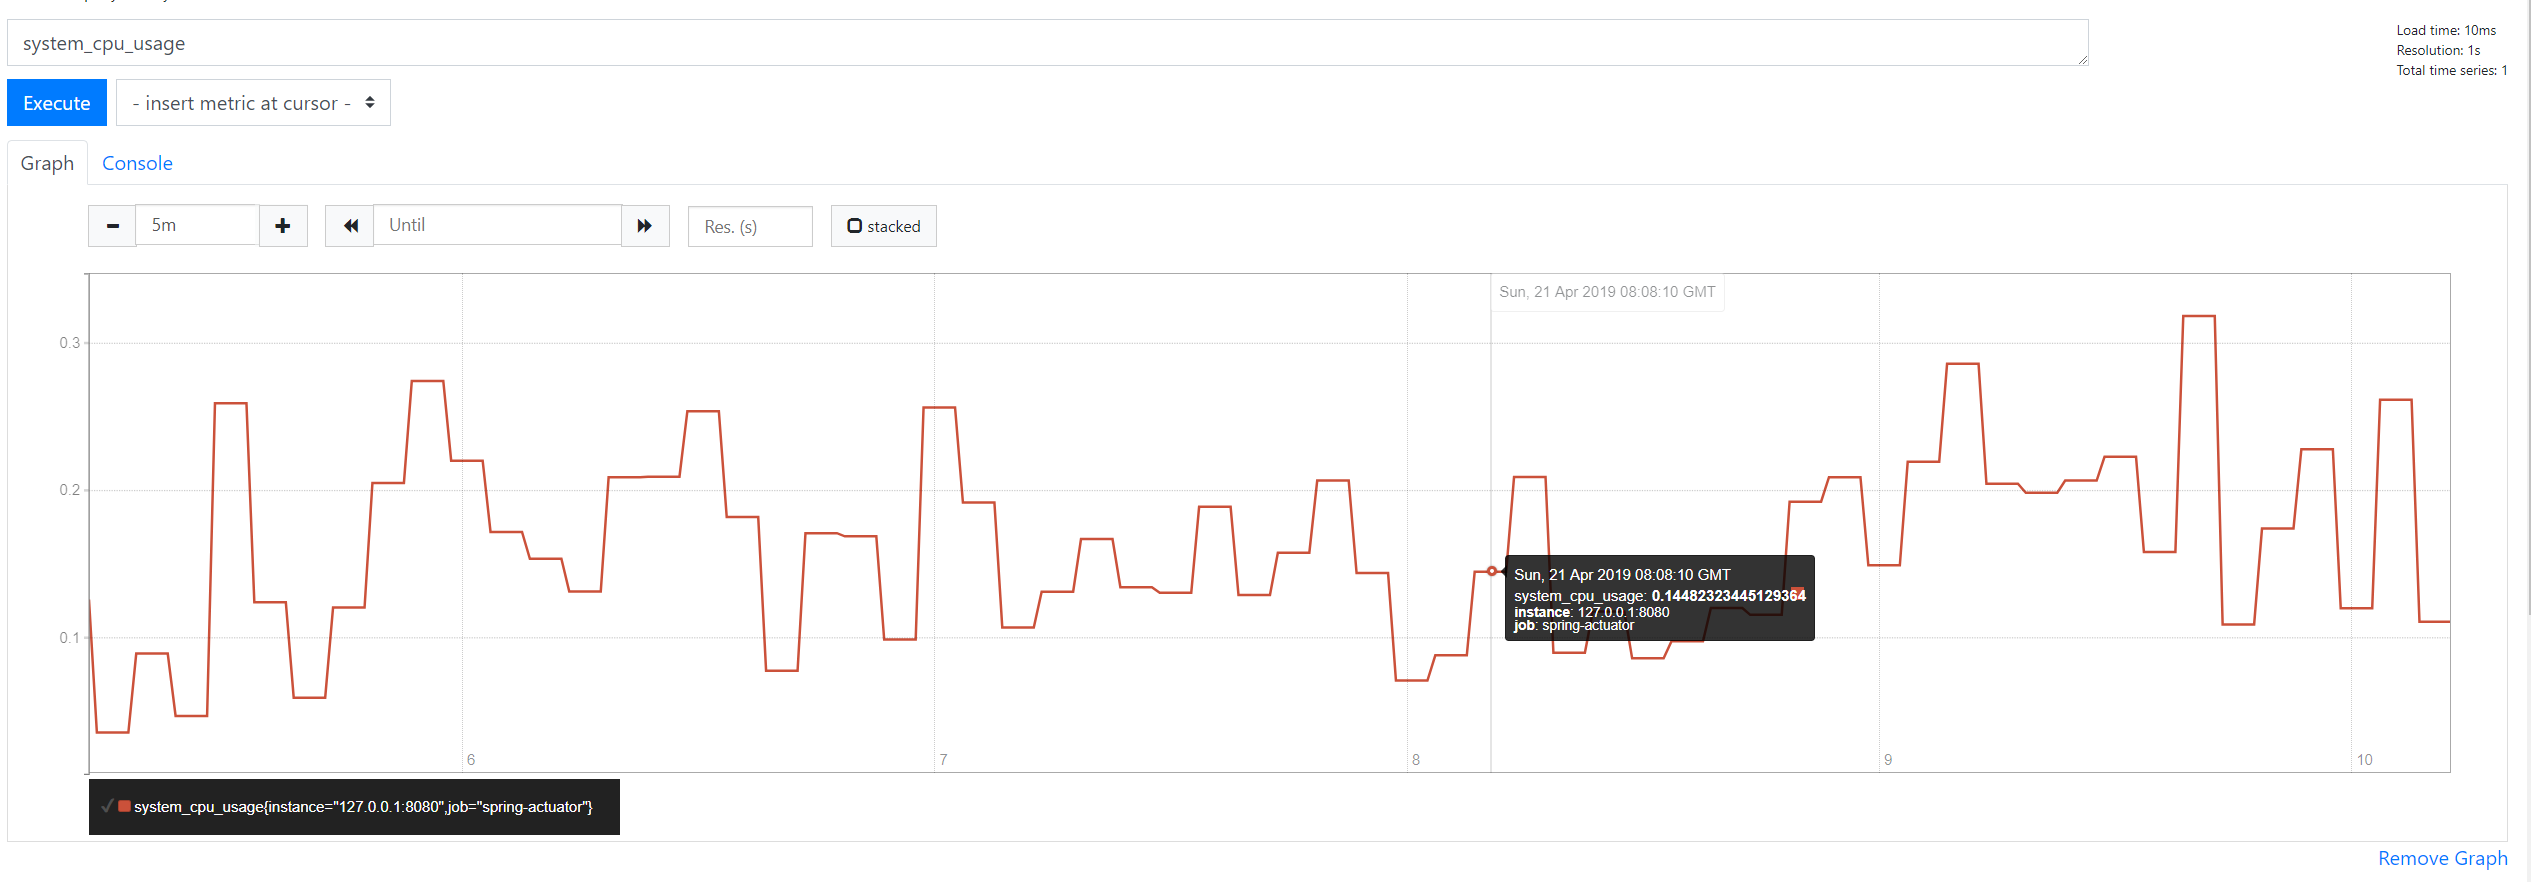 system_cpu_usage
Load time: 10ms
Resolution: 1s
Total time series: 1
Execute
- insert metric at cursor -
Graph
Console
5m
Until
Res. (s)
stacked
Sun, 21 Apr 2019 08:08:10 GMT
0.3
0.2
0.1
Sun, 21 Apr 2019 08:08:10 GMT
system_cpu_usage: 0.14482323445129364
instance: 127.0.0.1:8080
job: spring-actuator
6
7
8
9
10
system_cpu_usage{instance="127.0.0.1:8080",job="spring-actuator"}
Remove Graph